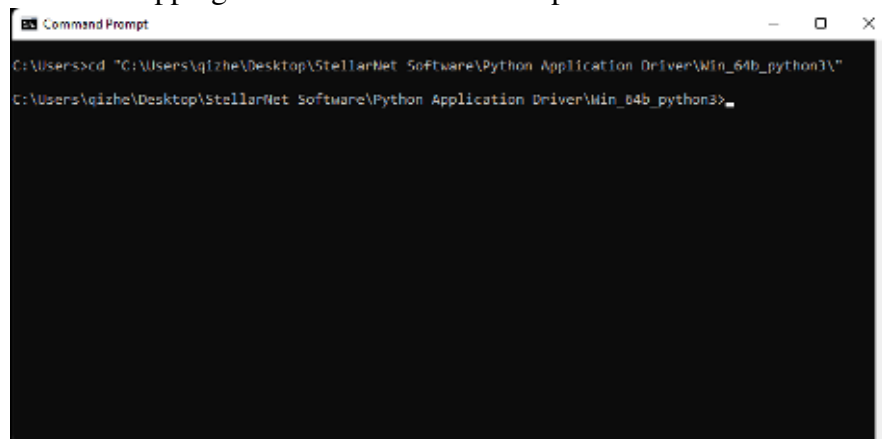 Command Prompt
C:\Users>cd "C:\Users\qizhe\Desktop\StellarNet Software\Python Application Driver\Win_64b_python3\"
C:\Users\qizhe\Desktop\StellarNet Software\Python Application Driver\Win_64b_python3>